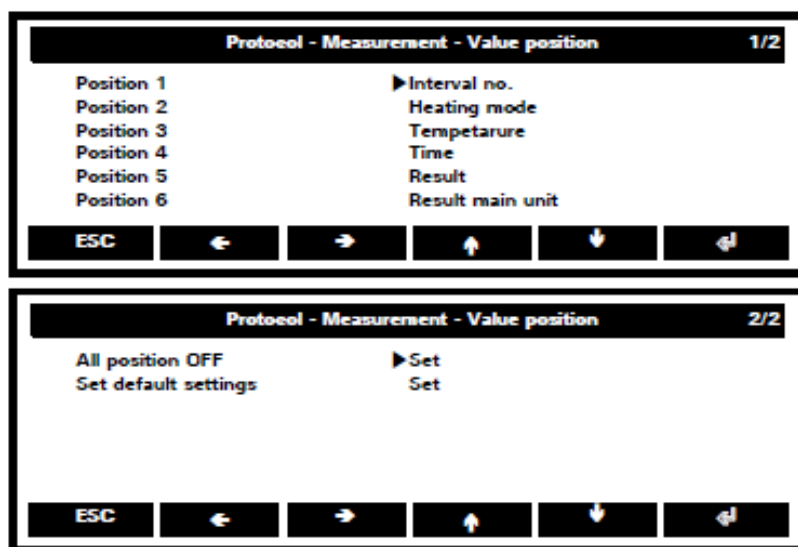 Protocol - Measurement - Value position 1/2
Position 1 ▶Interval no.
Position 2 Heating mode
Position 3 Tempetarure
Position 4 Time
Position 5 Result
Position 6 Result main unit
ESC ← → ↑ ↓ ↵
Protocol - Measurement - Value position 2/2
All position OFF ▶Set
Set default settings Set
ESC ← → ↑ ↓ ↵